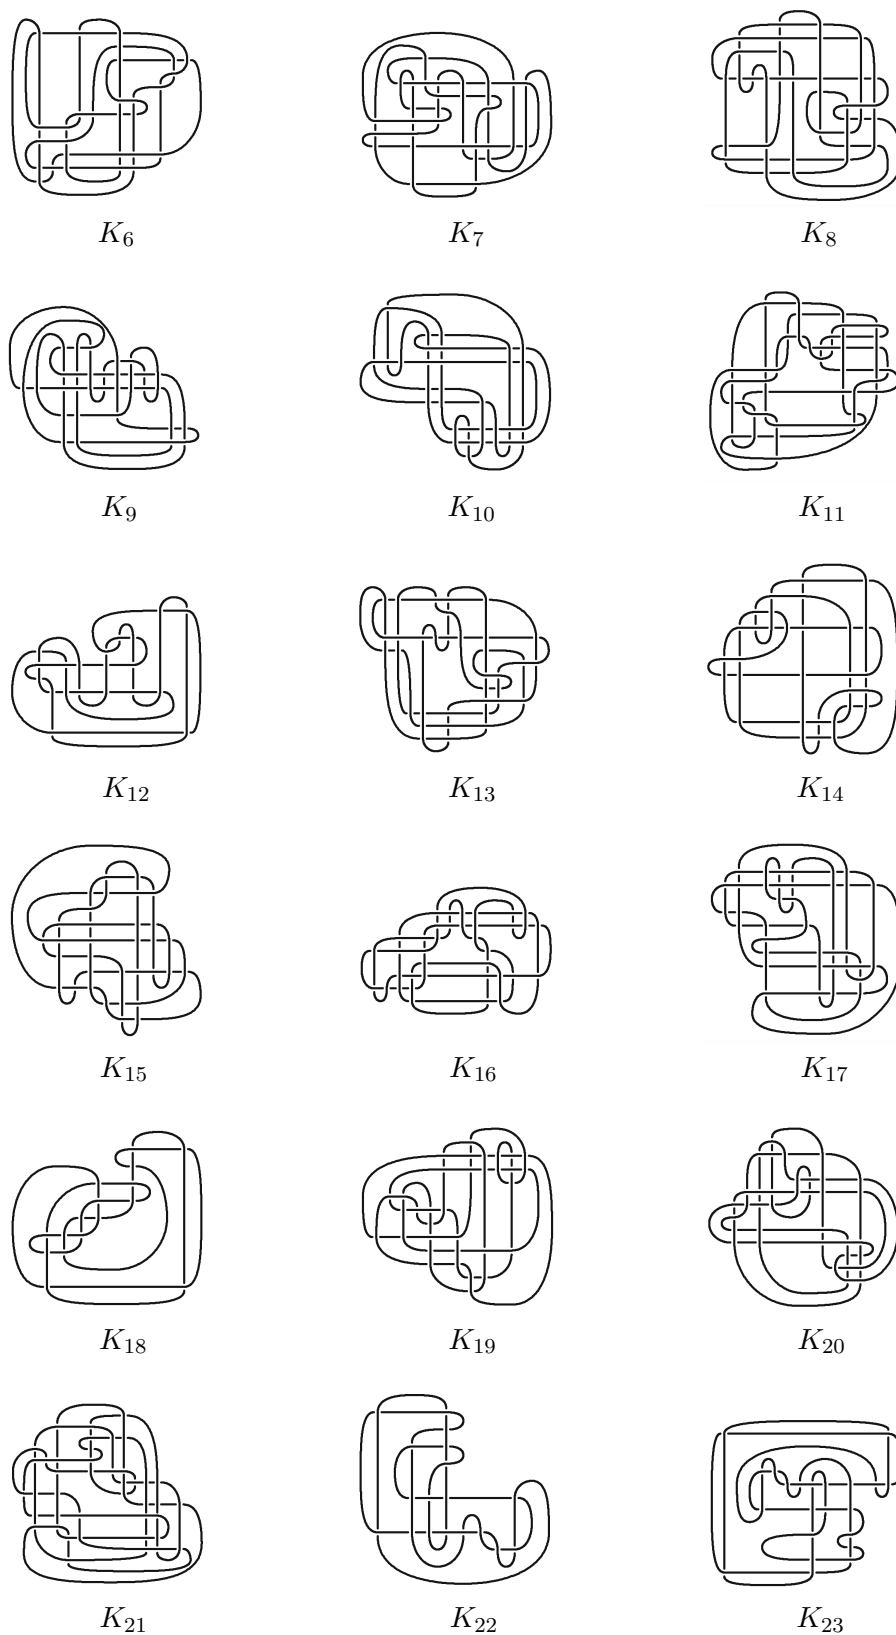 K₆ K₇ K₈
K₉ K₁₀ K₁₁
K₁₂ K₁₃ K₁₄
K₁₅ K₁₆ K₁₇
K₁₈ K₁₉ K₂₀
K₂₁ K₂₂ K₂₃